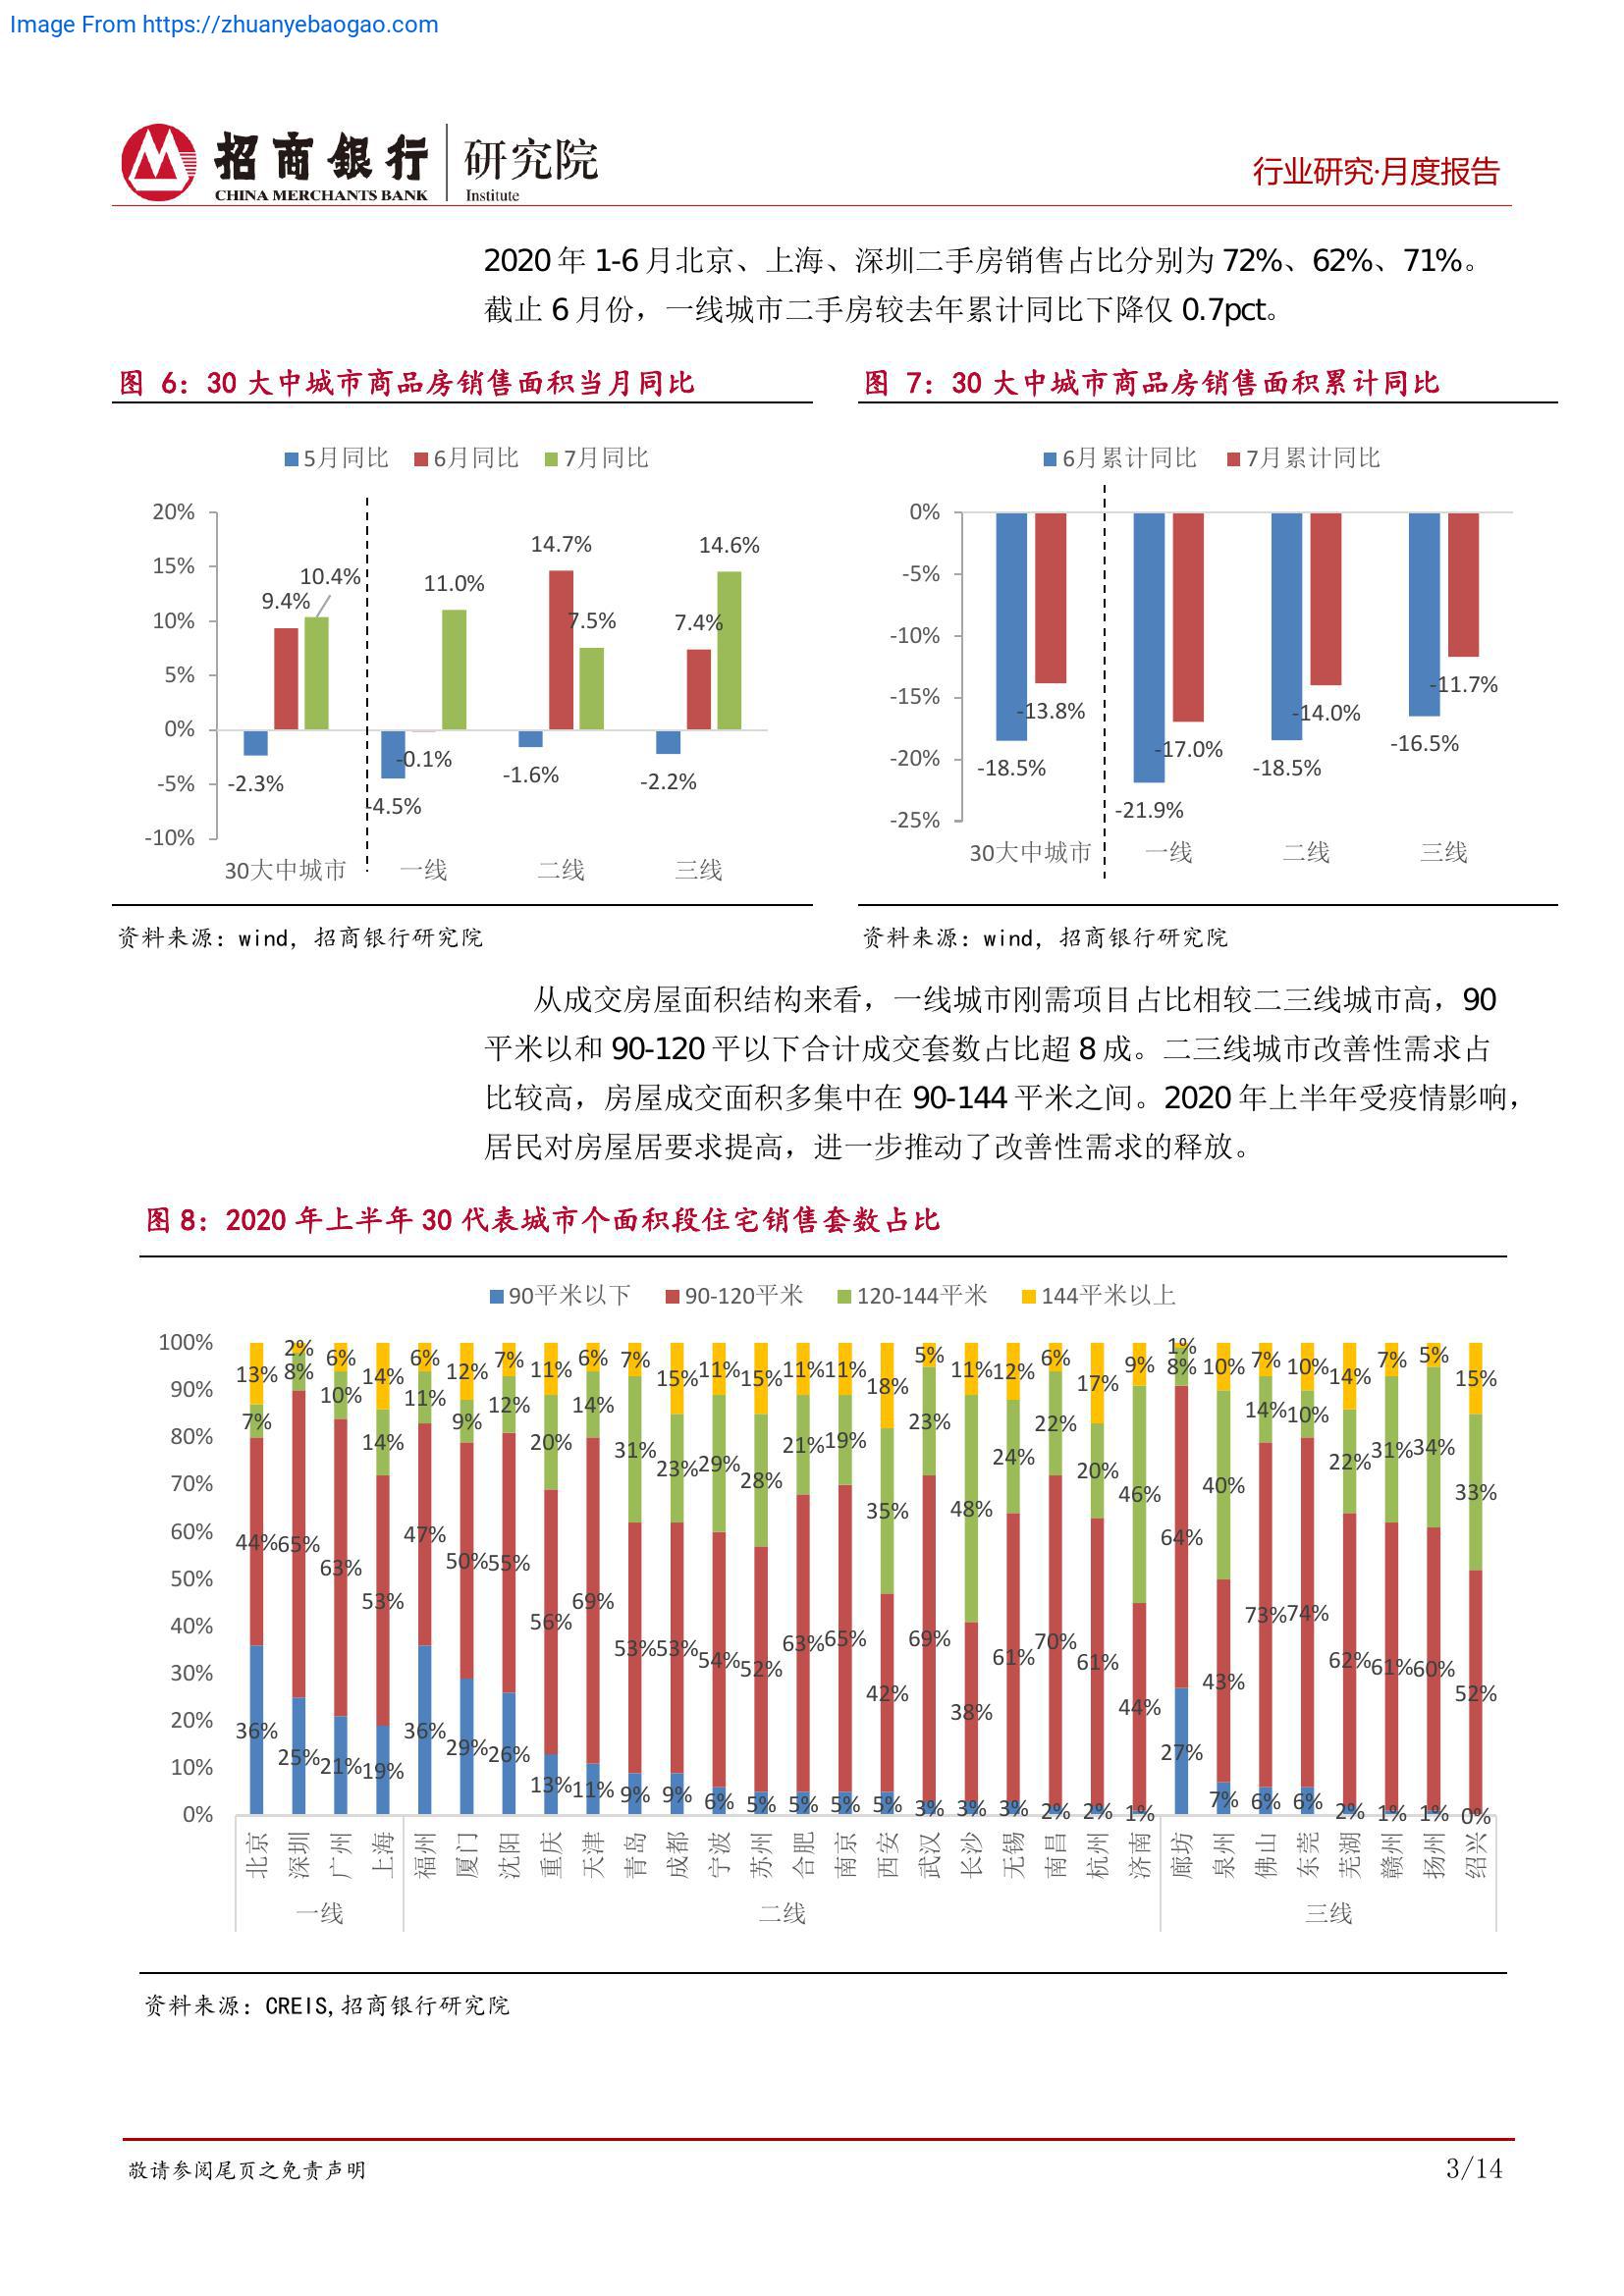 Image From https://zhuanyebaogao.com
招商銀行 研究院
CHINA MERCHANTS BANK Institute
行业研究·月度报告
2020 年 1-6 月北京、上海、深圳二手房销售占比分别为 72%、62%、71%。
截止 6 月份，一线城市二手房较去年累计同比下降仅 0.7pct。
图 6：30 大中城市商品房销售面积当月同比
5月同比 6月同比 7月同比
20%
15%
10%
5%
0%
-5%
-10%
-2.3% 9.4% 10.4%
-4.5% -0.1% 11.0%
-1.6% 14.7% 7.5%
-2.2% 7.4% 14.6%
30大中城市 一线 二线 三线
资料来源：wind, 招商银行研究院
图 7：30 大中城市商品房销售面积累计同比
6月累计同比 7月累计同比
0%
-5%
-10%
-15%
-20%
-25%
-18.5% -13.8%
-21.9% -17.0%
-18.5% -14.0%
-16.5% -11.7%
30大中城市 一线 二线 三线
资料来源：wind, 招商银行研究院
从成交房屋面积结构来看，一线城市刚需项目占比相较二三线城市高，90
平米以和 90-120 平以下合计成交套数占比超 8 成。二三线城市改善性需求占
比较高，房屋成交面积多集中在 90-144 平米之间。2020 年上半年受疫情影响，
居民对房屋居要求提高，进一步推动了改善性需求的释放。
图 8：2020 年上半年 30 代表城市个面积段住宅销售套数占比
90平米以下 90-120平米 120-144平米 144平米以上
100%
90%
80%
70%
60%
50%
40%
30%
20%
10%
0%
13% 2% 6% 14% 6% 12% 7% 11% 6% 7% 15% 11% 15% 11% 11% 18% 5% 11% 12% 6% 17% 9% 1% 10% 7% 10% 14% 7% 5% 15%
7% 8% 10% 14% 11% 9% 12% 20% 14% 31% 23% 29% 28% 21% 19% 35% 23% 48% 24% 22% 20% 46% 8% 40% 14% 10% 22% 31% 34% 33%
44% 65% 63% 53% 47% 50% 55% 56% 69% 53% 53% 54% 52% 63% 65% 42% 69% 38% 61% 70% 61% 44% 64% 43% 73% 74% 62% 61% 60% 52%
36% 25% 21% 19% 36% 29% 26% 13% 11% 9% 9% 6% 5% 5% 5% 5% 3% 3% 3% 2% 2% 1% 27% 7% 6% 6% 2% 1% 1% 0%
北京 深圳 广州 上海 福州 厦门 沈阳 重庆 天津 青岛 成都 宁波 苏州 合肥 南京 西安 武汉 长沙 无锡 南昌 杭州 济南 廊坊 泉州 佛山 东莞 芜湖 赣州 扬州 绍兴
一线 二线 三线
资料来源：CREIS,招商银行研究院
敬请参阅尾页之免责声明
3/14